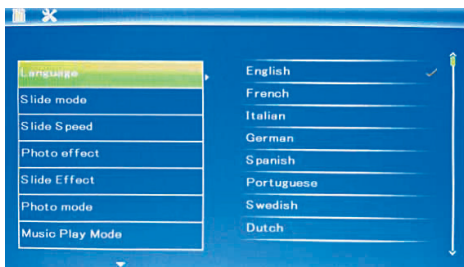 Language
Slide mode
Slide Speed
Photo effect
Slide Effect
Photo mode
Music Play Mode
English
French
Italian
German
Spanish
Portuguese
Swedish
Dutch